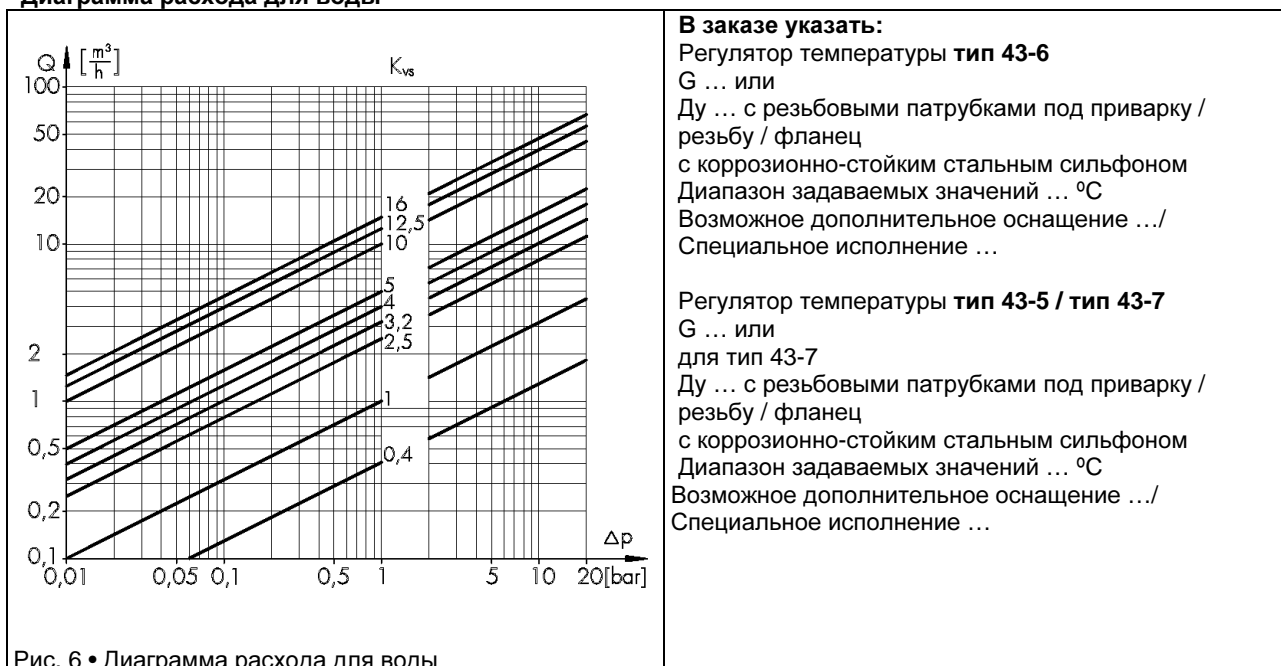 Диаграмма расхода для воды
Q [m³/h]
Kvs
100
50
20
10
2
1
0,5
0,2
0,1
16
12,5
10
5
4
3,2
2,5
1
0,4
Δp
0,01 0,05 0,1 0,5 1 5 10 20[bar]
Рис. 6 • Диаграмма расхода для воды
В заказе указать:
Регулятор температуры тип 43-6
G … или
Ду … с резьбовыми патрубками под приварку /
резьбу / фланец
с коррозионно-стойким стальным сильфоном
Диапазон задаваемых значений … ºC
Возможное дополнительное оснащение …/
Специальное исполнение …
Регулятор температуры тип 43-5 / тип 43-7
G … или
для тип 43-7
Ду … с резьбовыми патрубками под приварку /
резьбу / фланец
с коррозионно-стойким стальным сильфоном
Диапазон задаваемых значений … ºC
Возможное дополнительное оснащение …/
Специальное исполнение …